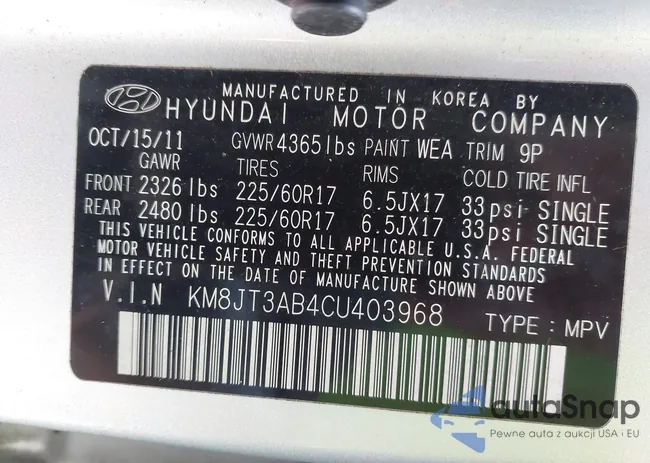 MANUFACTURED IN KOREA BY
HYUNDAI MOTOR COMPANY
OCT/15/11 GVWR 4365lbs PAINT WEA TRIM 9P
GAWR TIRES RIMS COLD TIRE INFL
FRONT 2326 lbs 225/60R17 6.5JX17 33psi SINGLE
REAR 2480 lbs 225/60R17 6.5JX17 33psi SINGLE
THIS VEHICLE CONFORMS TO ALL APPLICABLE U.S.A. FEDERAL
MOTOR VEHICLE SAFETY AND THEFT PREVENTION STANDARDS
IN EFFECT ON THE DATE OF MANUFACTURE SHOWN ABOVE
V.I.N KM8JT3AB4CU403968 TYPE : MPV
autaSnap
Pewne auta z aukcji USA i EU